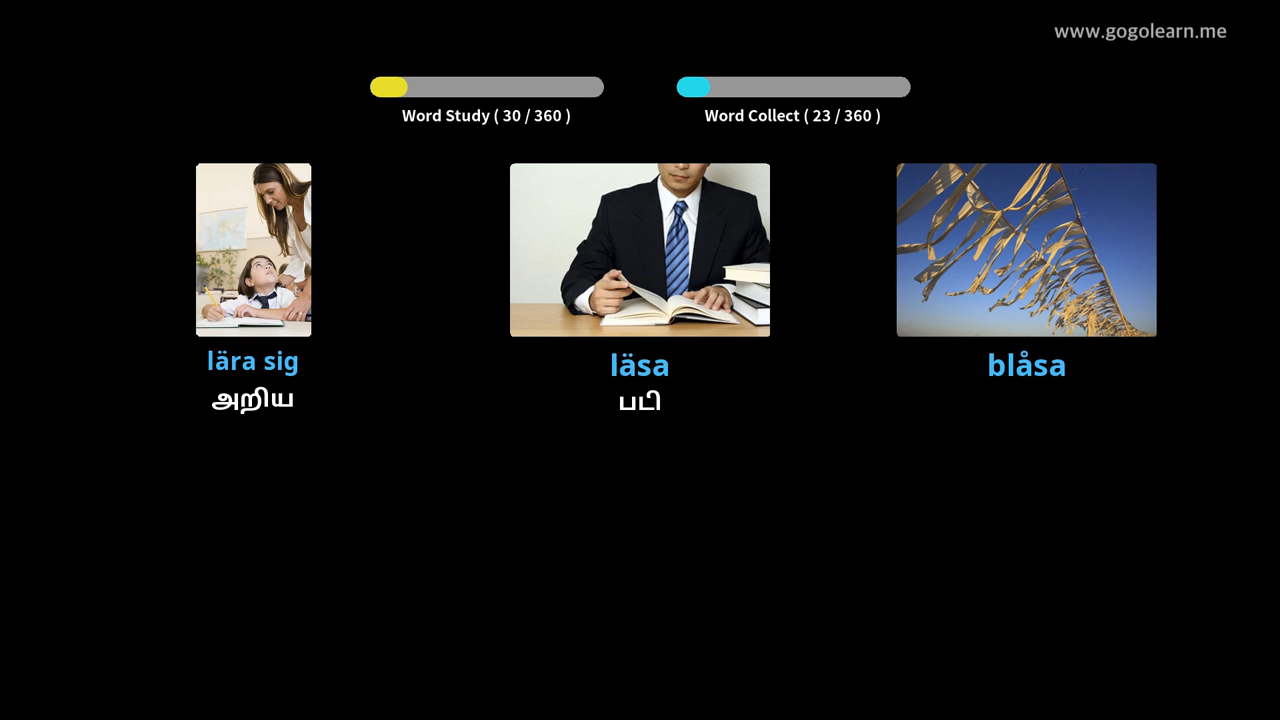 www.gogolearn.me
Word Study ( 30 / 360 )
Word Collect ( 23 / 360 )
lära sig
அறிய
läsa
படி
blåsa